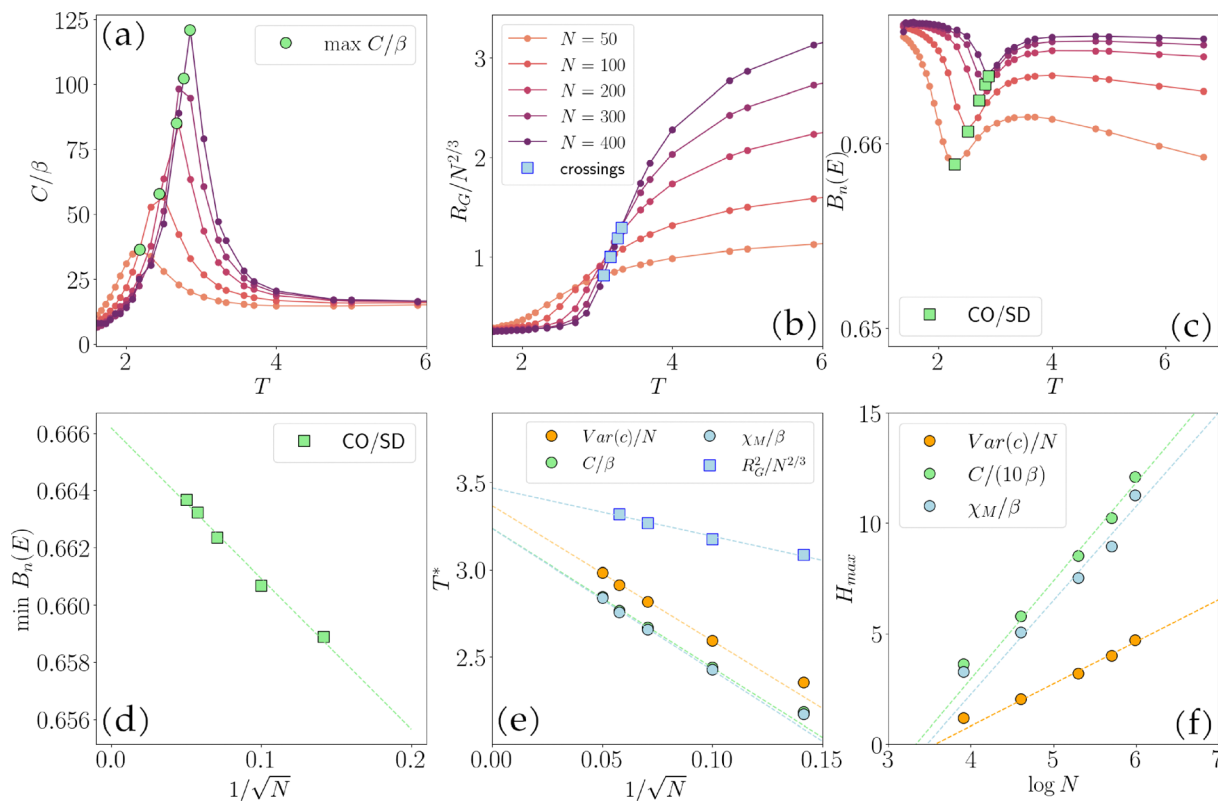 (a)
max C/β
125
100
75
50
25
0
C/β
2
4
6
T
N = 50
N = 100
N = 200
N = 300
N = 400
crossings
3
2
1
R_G/N^{2/3}
(b)
2
4
6
T
0.66
0.65
B_n(E)
CO/SD
(c)
2
4
6
T
CO/SD
0.666
0.664
0.662
0.660
0.658
0.656
min B_n(E)
(d)
0.0
0.1
0.2
1/√N
Var(c)/N
C/β
χ_M/β
R_G^2/N^{2/3}
3.5
3.0
2.5
T*
(e)
0.00
0.05
0.10
0.15
1/√N
Var(c)/N
C/(10 β)
χ_M/β
15
10
5
0
H_{max}
(f)
3
4
5
6
7
log N